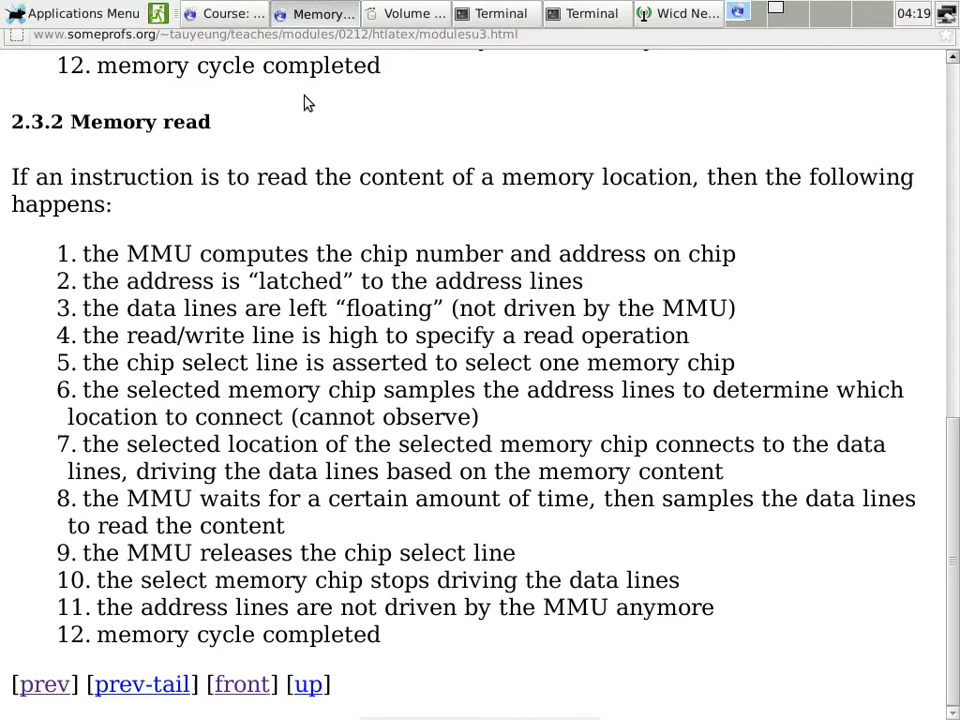 Applications Menu Course: ... Memory... Volume ... Terminal Terminal Wicd Ne... 04:19
www.someprofs.org/~tauyeung/teaches/modules/0212/htlatex/modulesu3.html
12. memory cycle completed
2.3.2 Memory read
If an instruction is to read the content of a memory location, then the following
happens:
1. the MMU computes the chip number and address on chip
2. the address is “latched” to the address lines
3. the data lines are left “floating” (not driven by the MMU)
4. the read/write line is high to specify a read operation
5. the chip select line is asserted to select one memory chip
6. the selected memory chip samples the address lines to determine which
location to connect (cannot observe)
7. the selected location of the selected memory chip connects to the data
lines, driving the data lines based on the memory content
8. the MMU waits for a certain amount of time, then samples the data lines
to read the content
9. the MMU releases the chip select line
10. the select memory chip stops driving the data lines
11. the address lines are not driven by the MMU anymore
12. memory cycle completed
[prev] [prev-tail] [front] [up]